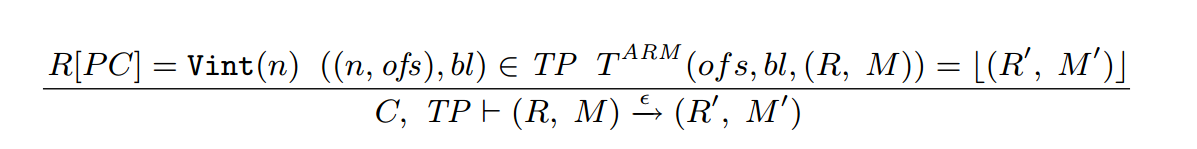 R[PC] = Vint(n) ((n, ofs), bl) ∈ TP T^{ARM}(ofs, bl, (R, M)) = ⌊(R′, M′)⌋
C, TP ⊢ (R, M) \xrightarrow{ϵ} (R′, M′)